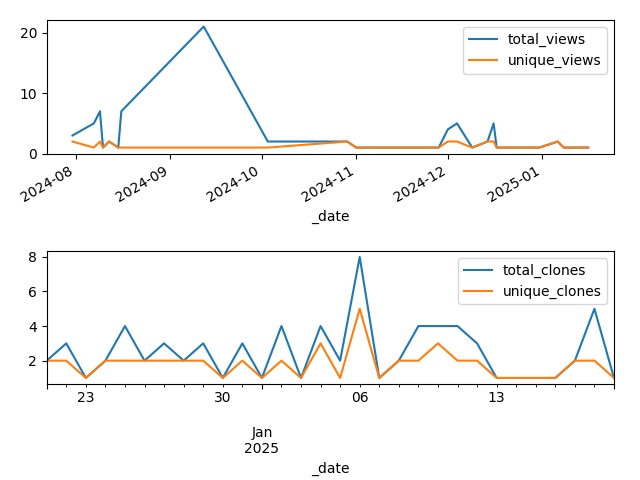 20
10
0
total_views
unique_views
2024-08
2024-09
2024-10
2024-11
2024-12
2025-01
_date
8
6
4
2
total_clones
unique_clones
23
30
06
13
Jan
2025
_date